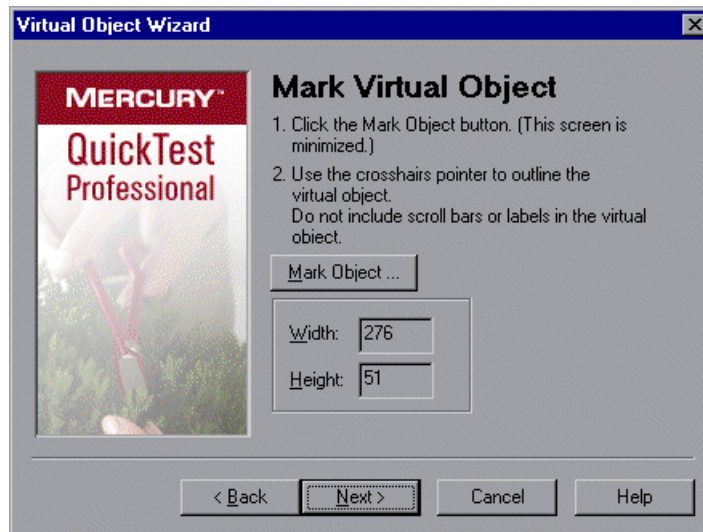 Virtual Object Wizard
MERCURY™
QuickTest
Professional
Mark Virtual Object
1. Click the Mark Object button. (This screen is
minimized.)
2. Use the crosshairs pointer to outline the
virtual object.
Do not include scroll bars or labels in the virtual
object.
Mark Object ...
Width: 276
Height: 51
< Back Next > Cancel Help